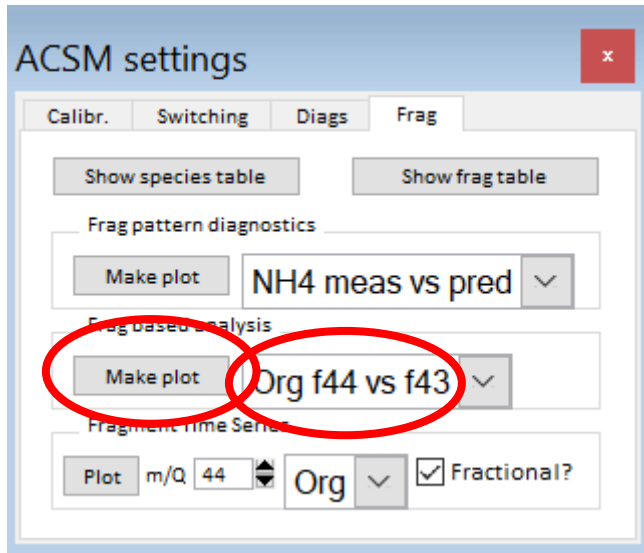 ACSM settings x
Calibr. Switching Diags Frag
Show species table Show frag table
Frag pattern diagnostics
Make plot NH4 meas vs pred
Frag based analysis
Make plot Org f44 vs f43
Fragment Time Series
Plot m/Q 44 Org Fractional?